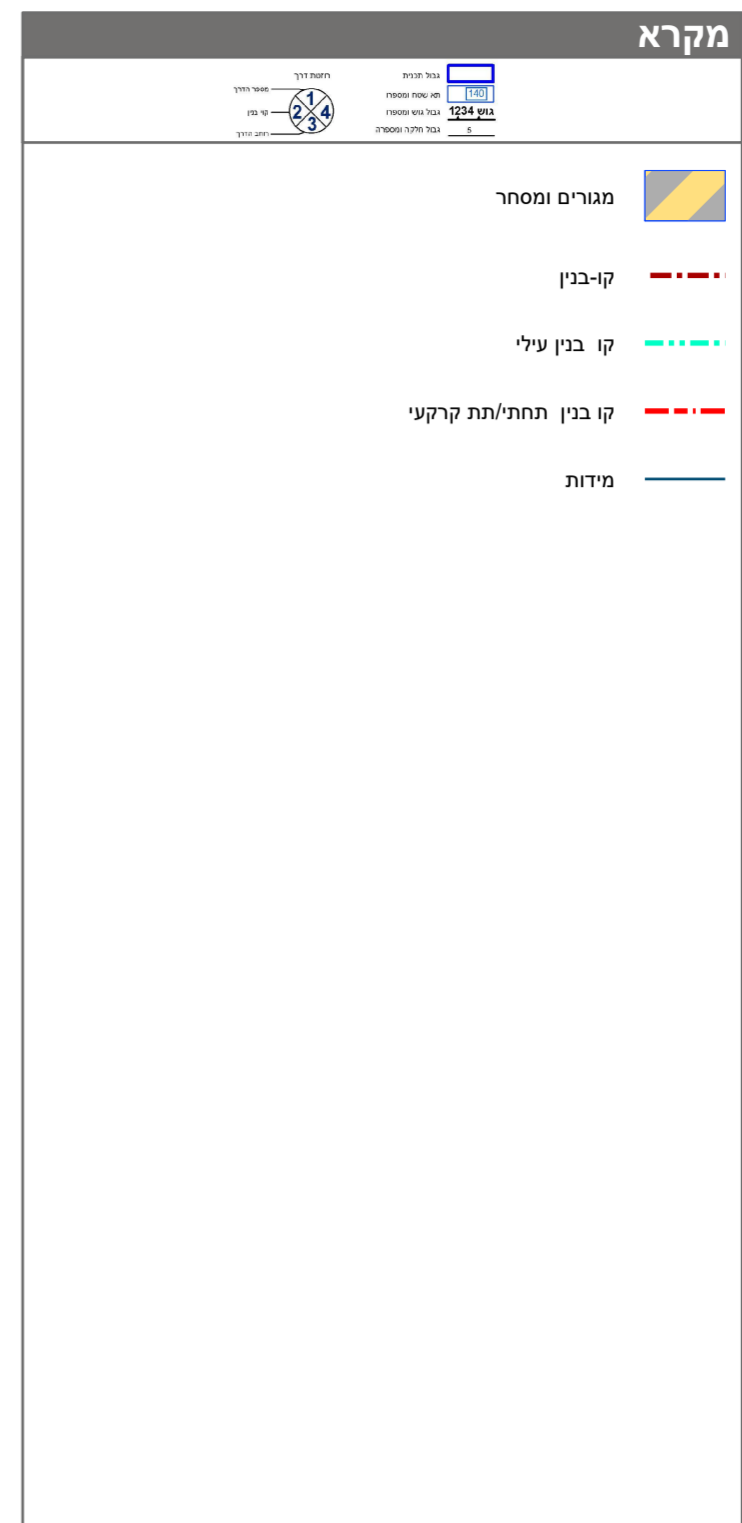 מקרא
גבול תכנית
תא שטח ומספרו 140
גבול גוש ומספרו גוש 1234
גבול חלקה ומספרה 5
רוזטת דרך
מספר הדרך
קוי בנין
רוחב הדרך
1
2 4
3
מגורים ומסחר
קו-בנין
קו בנין עילי
קו בנין תחתי/תת קרקעי
מידות